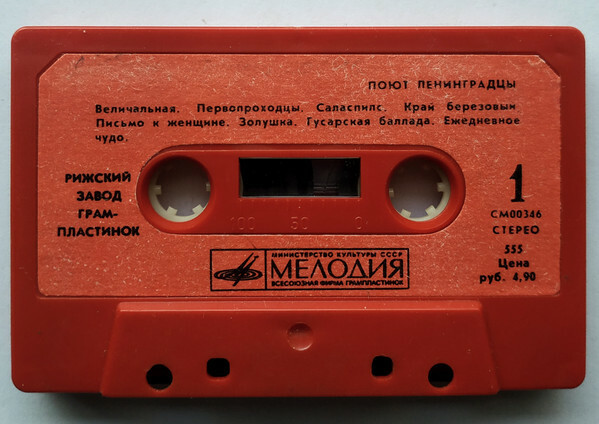 ПОЮТ ЛЕНИНГРАДЦЫ
Величальная. Первопроходцы. Саласпилс. Край березовый
Письмо к женщине. Золушка. Гусарская баллада. Ежедневное
чудо.
РИЖСКИЙ
ЗАВОД
ГРАМ-
ПЛАСТИНОК
100 50 0
1
СМ00346
СТЕРЕО
555
Цена
руб. 4,90
МИНИСТЕРСТВО КУЛЬТУРЫ СССР
МЕЛОДИЯ
ВСЕСОЮЗНАЯ ФИРМА ГРАМПЛАСТИНОК